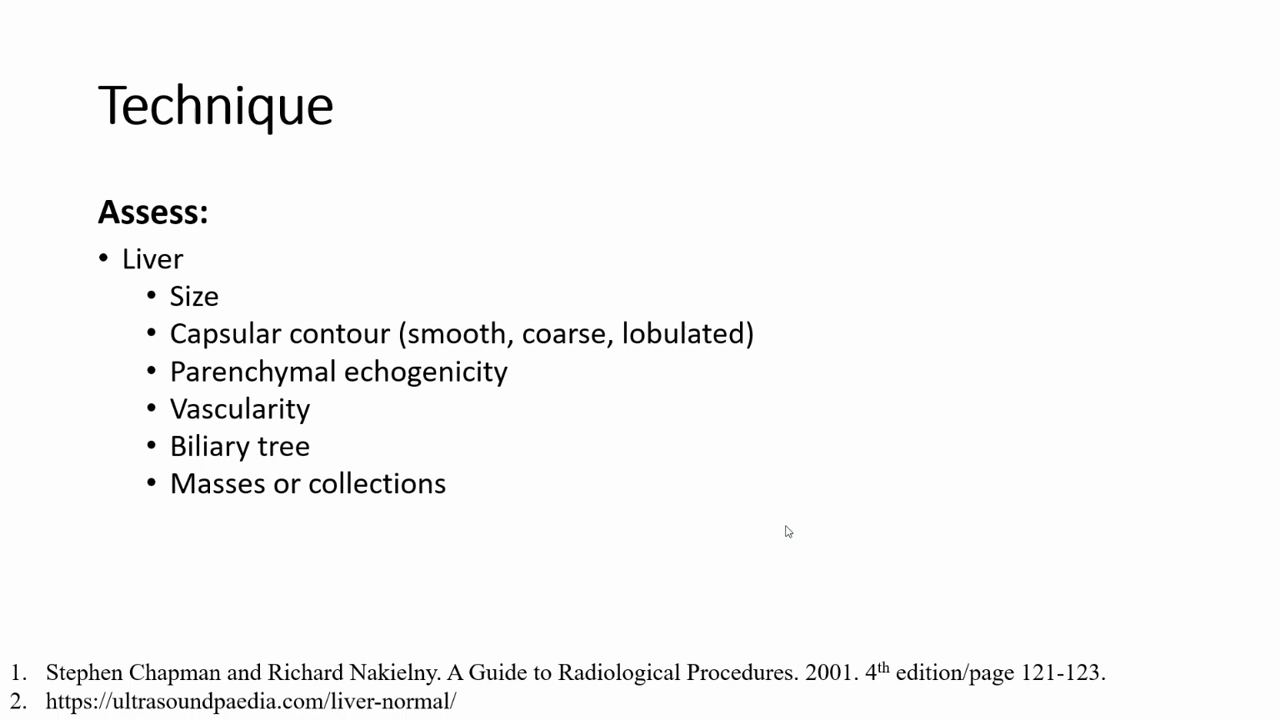 Technique
Assess:
• Liver
• Size
• Capsular contour (smooth, coarse, lobulated)
• Parenchymal echogenicity
• Vascularity
• Biliary tree
• Masses or collections
1. Stephen Chapman and Richard Nakielny. A Guide to Radiological Procedures. 2001. 4th edition/page 121-123.
2. https://ultrasoundpaedia.com/liver-normal/